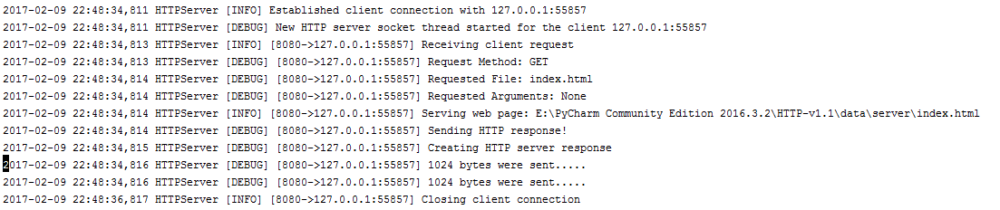 2017-02-09 22:48:34,811 HTTPServer [INFO] Established client connection with 127.0.0.1:55857
2017-02-09 22:48:34,811 HTTPServer [DEBUG] New HTTP server socket thread started for the client 127.0.0.1:55857
2017-02-09 22:48:34,813 HTTPServer [INFO] [8080->127.0.0.1:55857] Receiving client request
2017-02-09 22:48:34,813 HTTPServer [DEBUG] [8080->127.0.0.1:55857] Request Method: GET
2017-02-09 22:48:34,814 HTTPServer [DEBUG] [8080->127.0.0.1:55857] Requested File: index.html
2017-02-09 22:48:34,814 HTTPServer [DEBUG] [8080->127.0.0.1:55857] Requested Arguments: None
2017-02-09 22:48:34,814 HTTPServer [INFO] [8080->127.0.0.1:55857] Serving web page: E:\PyCharm Community Edition 2016.3.2\HTTP-v1.1\data\server\index.html
2017-02-09 22:48:34,814 HTTPServer [DEBUG] [8080->127.0.0.1:55857] Sending HTTP response!
2017-02-09 22:48:34,815 HTTPServer [DEBUG] [8080->127.0.0.1:55857] Creating HTTP server response
2017-02-09 22:48:34,816 HTTPServer [DEBUG] [8080->127.0.0.1:55857] 1024 bytes were sent.....
2017-02-09 22:48:34,816 HTTPServer [DEBUG] [8080->127.0.0.1:55857] 1024 bytes were sent.....
2017-02-09 22:48:36,817 HTTPServer [INFO] [8080->127.0.0.1:55857] Closing client connection